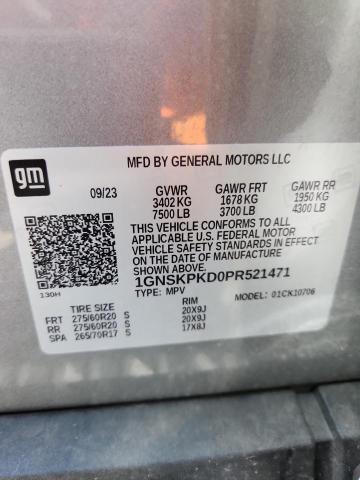 gm
MFD BY GENERAL MOTORS LLC
09/23 GVWR GAWR FRT GAWR RR
3402 KG 1678 KG 1950 KG
7500 LB 3700 LB 4300 LB
THIS VEHICLE CONFORMS TO ALL
APPLICABLE U.S. FEDERAL MOTOR
VEHICLE SAFETY STANDARDS IN EFFECT ON
THE DATE OF MANUFACTURE SHOWN ABOVE.
1GNSKPKD0PR521471
130H TYPE: MPV MODEL: 01CK10706
TIRE SIZE RIM
FRT 275/60R20 S 20X9J
RR 275/60R20 S 20X9J
SPA 265/70R17 S 17X8J